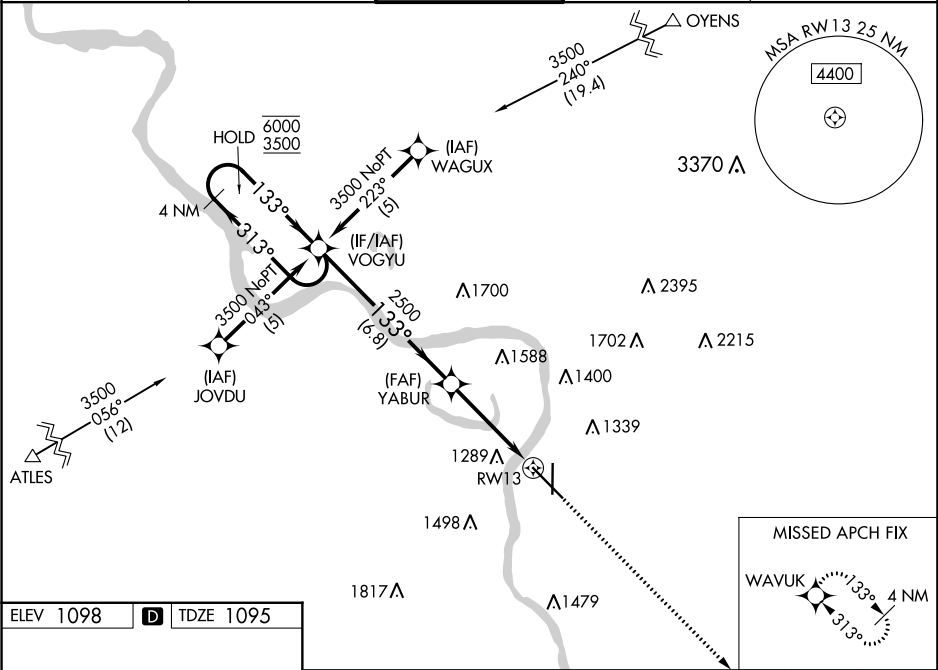 OYENS
3500
240°
(19.4)
MSA RW13 25 NM
4400
HOLD
6000
3500
(IAF)
WAGUX
3370
3500 NoPT
223°
(5)
133°
4 NM
313°
(IF/IAF)
VOGYU
3500 NoPT
043°
(5)
1700
2395
2500
133°
(6.8)
1702
2215
1588
(IAF)
JOVDU
(FAF)
YABUR
1400
3500
056°
(12)
1339
ATLES
1289
RW13
1498
MISSED APCH FIX
WAVUK
133°
4 NM
313°
1817
1479
ELEV 1098
D
TDZE 1095